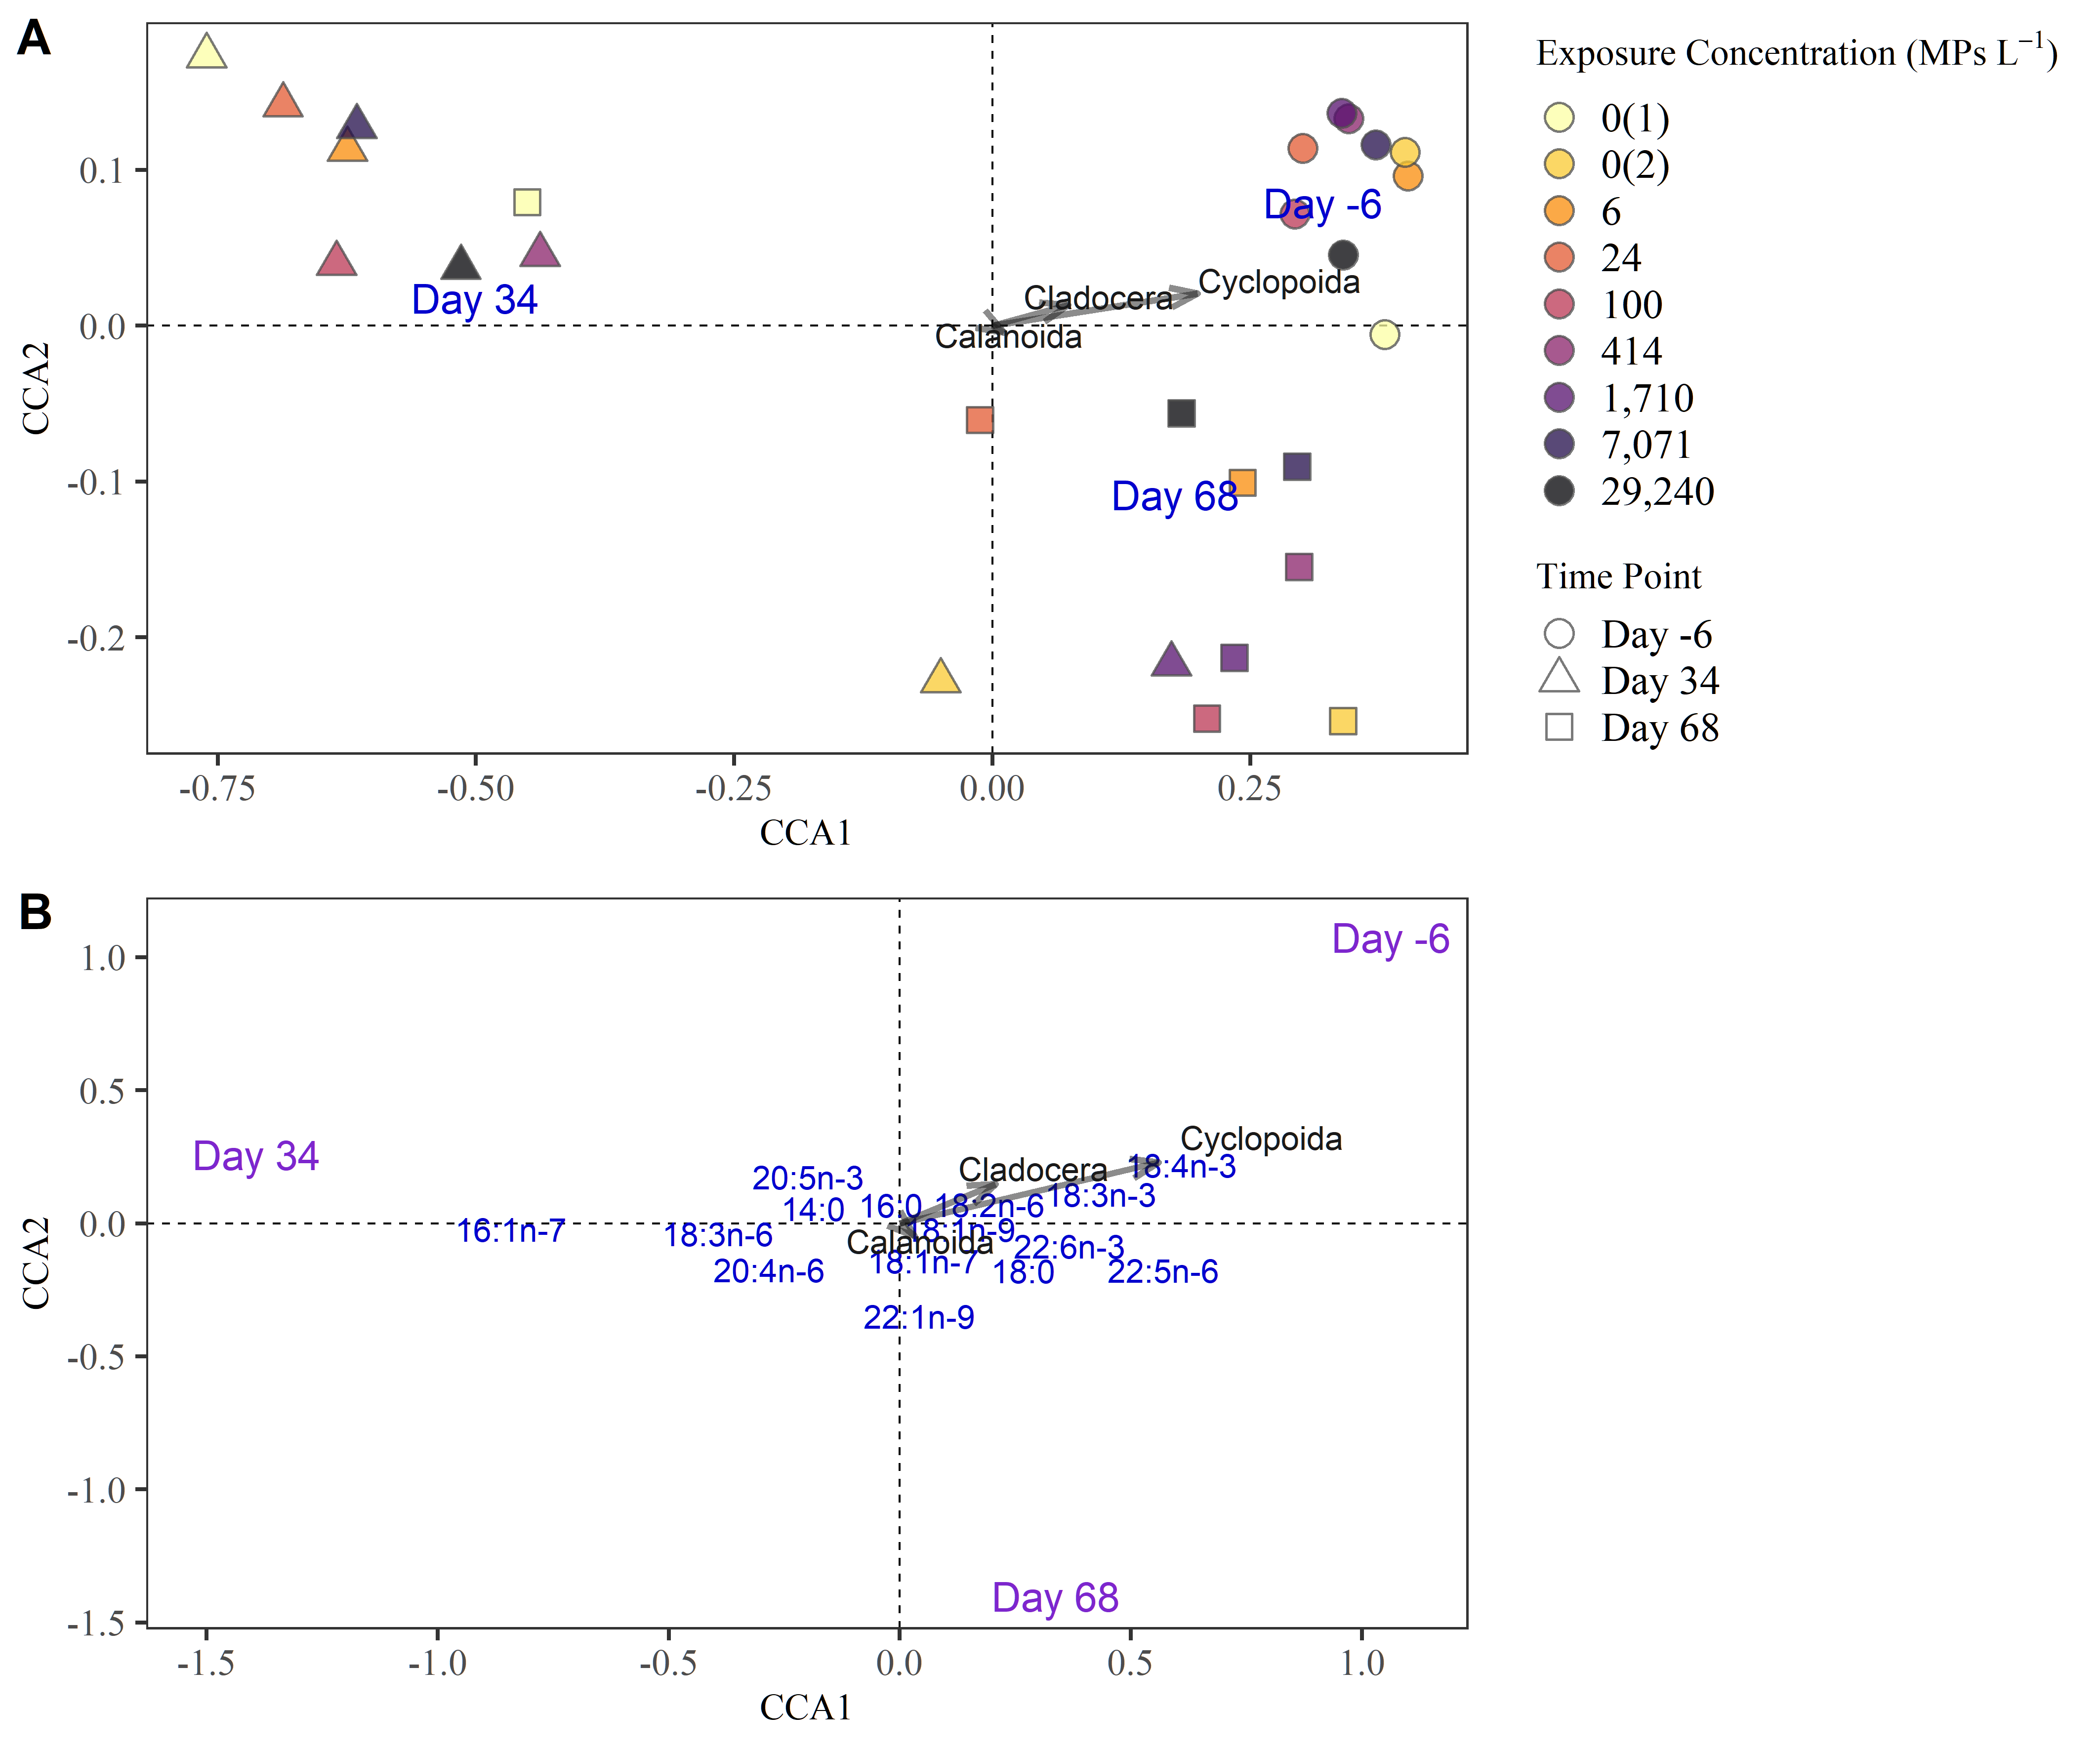 A
Exposure Concentration (MPs L⁻¹)
0(1)
0(2)
6
24
100
414
1,710
7,071
29,240
Time Point
Day -6
Day 34
Day 68
CCA2
0.1
0.0
-0.1
-0.2
Day -6
Cyclopoida
Cladocera
Day 34
Calanoida
Day 68
-0.75
-0.50
-0.25
0.00
0.25
CCA1
B
CCA2
1.0
0.5
0.0
-0.5
-1.0
-1.5
Day -6
Day 34
Cyclopoida
Cladocera
18:4n-3
20:5n-3
18:3n-3
14:0
16:0
18:2n-6
16:1n-7
18:3n-6
18:1n-9
Calanoida
22:6n-3
20:4n-6
18:1n-7
18:0
22:5n-6
22:1n-9
Day 68
-1.5
-1.0
-0.5
0.0
0.5
1.0
CCA1